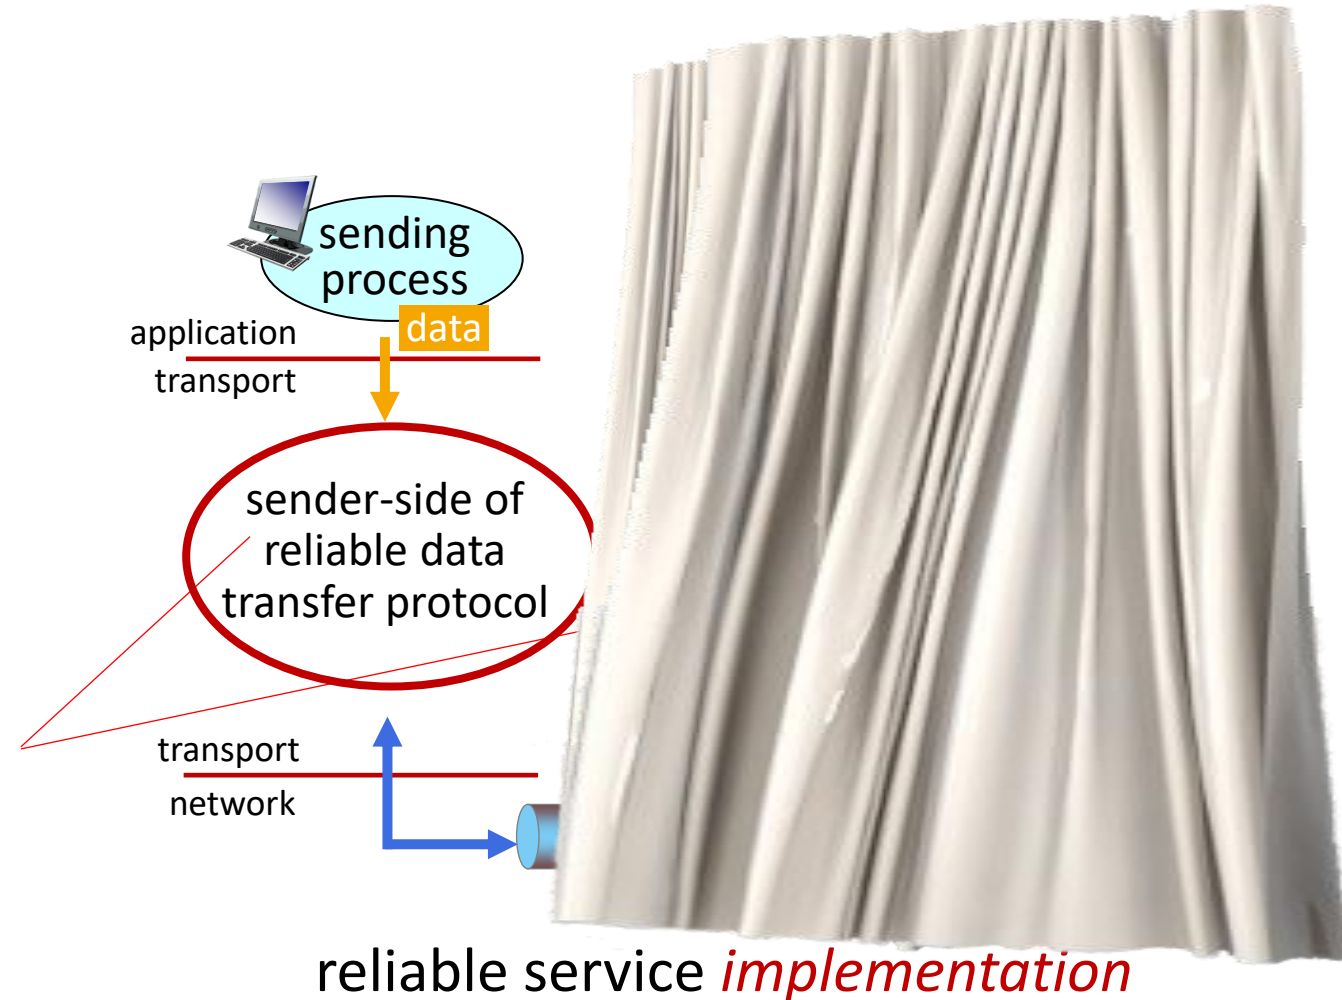 sending
process
data
application
transport
sender-side of
reliable data
transfer protocol
transport
network
reliable service implementation